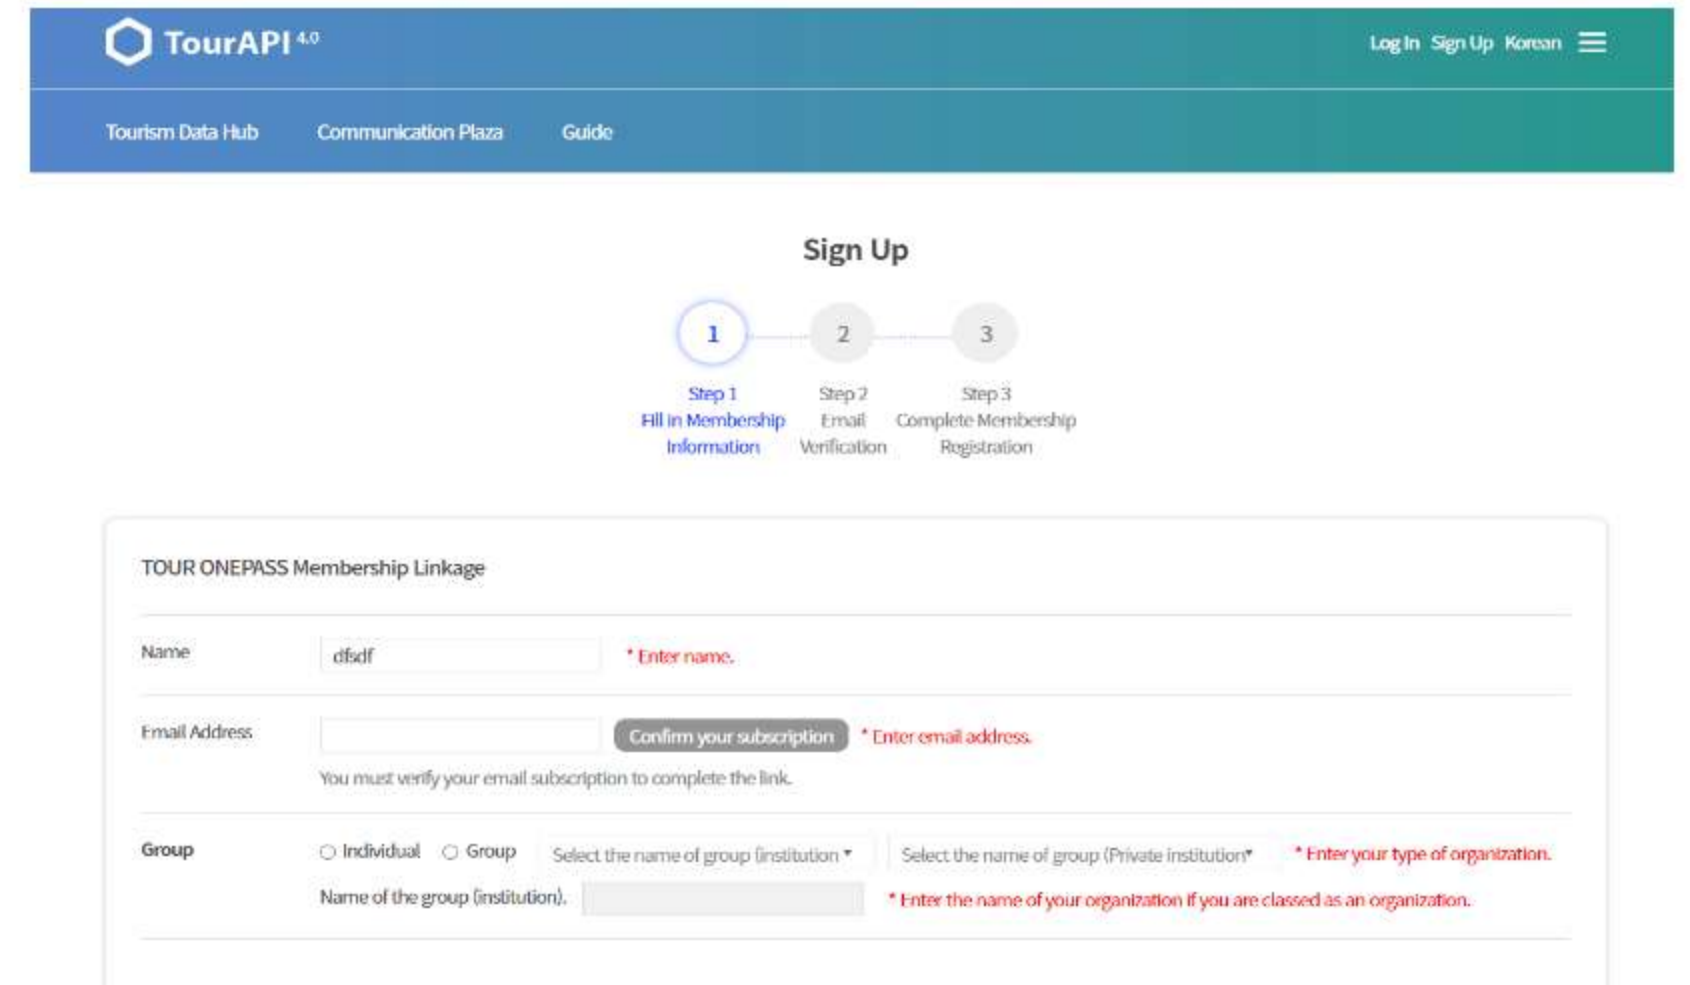 TourAPI 4.0
Log In Sign Up Korean
Tourism Data Hub Communication Plaza Guide
Sign Up
1 2 3
Step 1
Fill in Membership
Information
Step 2
Email
Verification
Step 3
Complete Membership
Registration
TOUR ONEPASS Membership Linkage
Name dfsdf * Enter name.
Email Address Confirm your subscription * Enter email address.
You must verify your email subscription to complete the link.
Group Individual Group Select the name of group (institution Select the name of group (Private institution * Enter your type of organization.
Name of the group (institution). * Enter the name of your organization if you are classed as an organization.